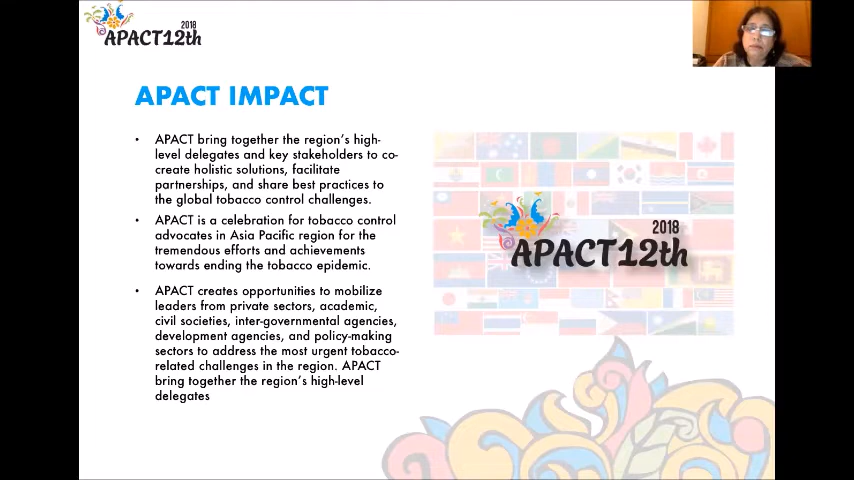 2018
APACT12th
APACT IMPACT
• APACT bring together the region's high-
level delegates and key stakeholders to co-
create holistic solutions, facilitate
partnerships, and share best practices to
the global tobacco control challenges.
• APACT is a celebration for tobacco control
advocates in Asia Pacific region for the
tremendous efforts and achievements
towards ending the tobacco epidemic.
• APACT creates opportunities to mobilize
leaders from private sectors, academic,
civil societies, inter-governmental agencies,
development agencies, and policy-making
sectors to address the most urgent tobacco-
related challenges in the region. APACT
bring together the region's high-level
delegates
2018
APACT12th